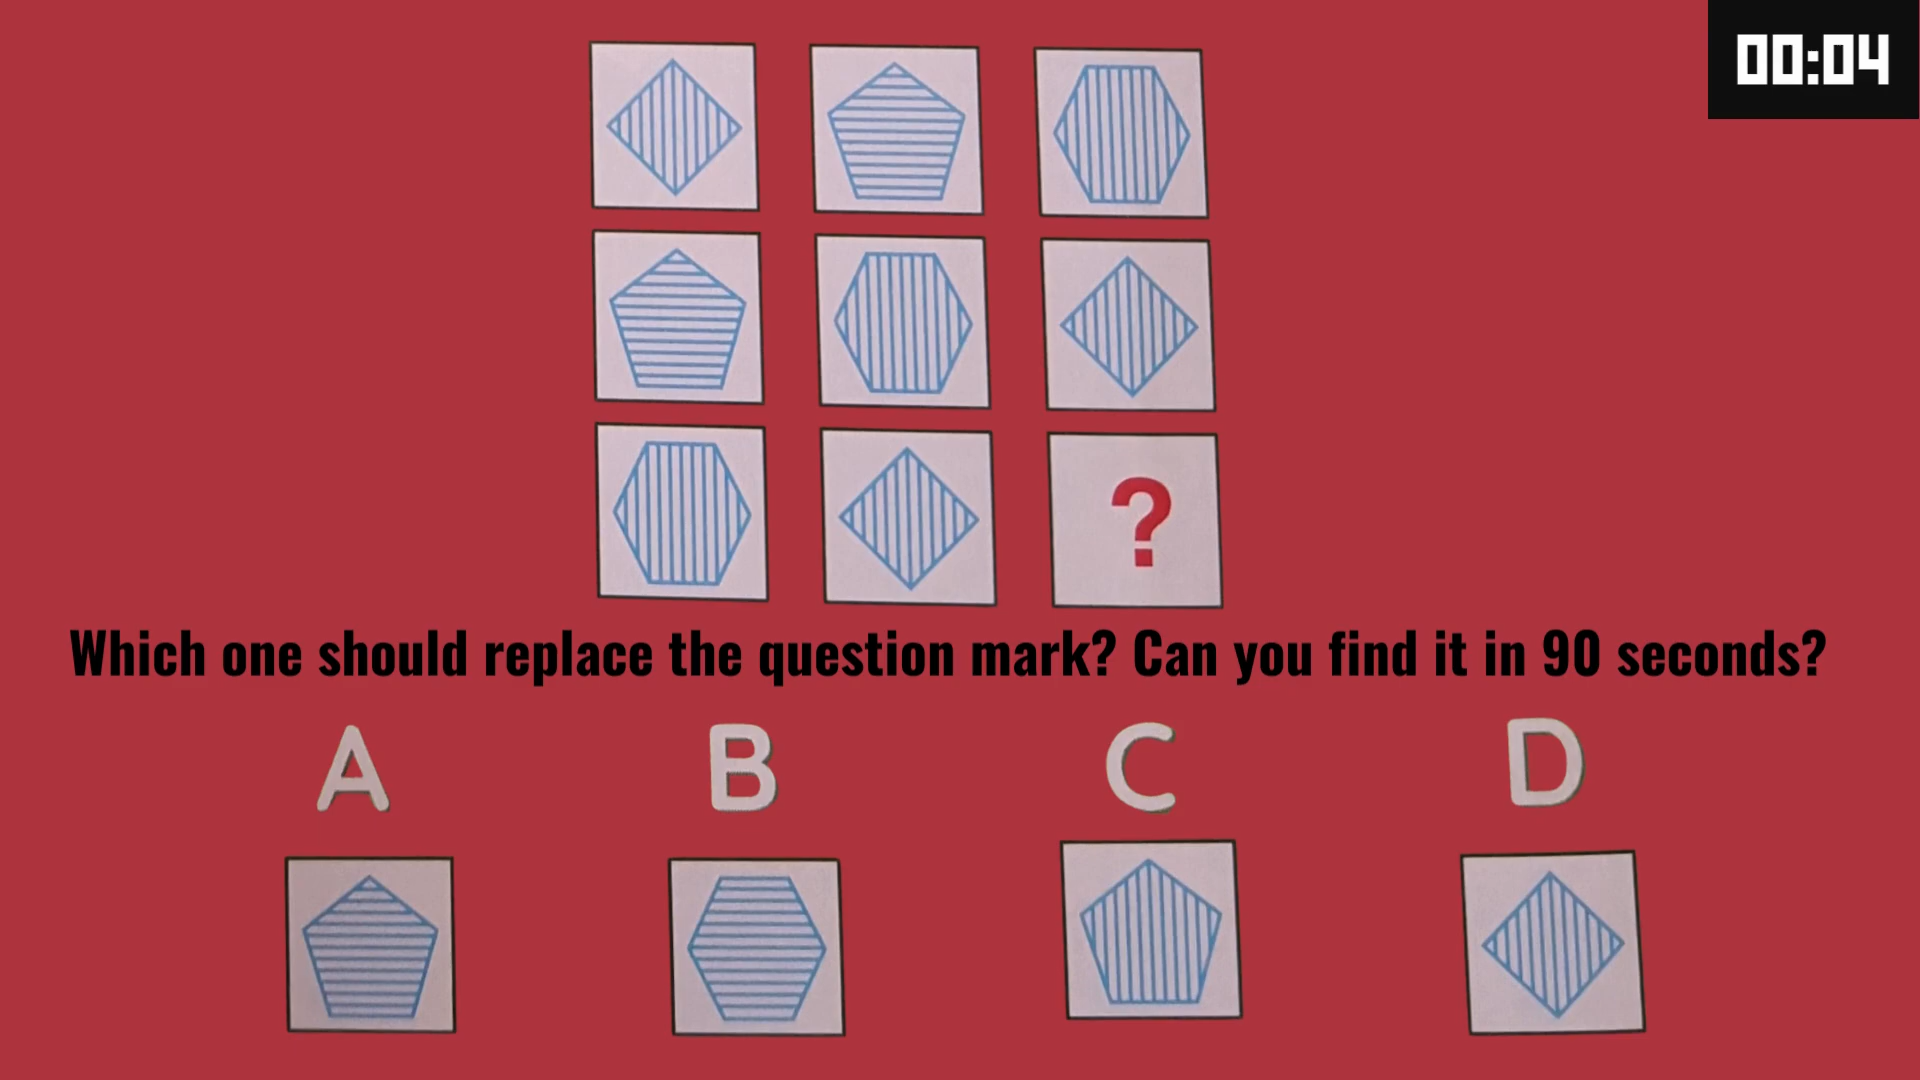 00:04
?
Which one should replace the question mark? Can you find it in 90 seconds?
A B C D